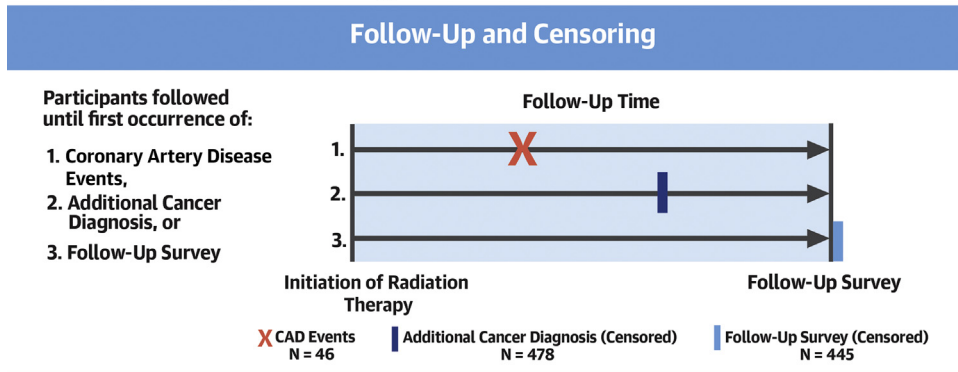 Follow-Up and Censoring
Participants followed
until first occurrence of:
1. Coronary Artery Disease
Events,
2. Additional Cancer
Diagnosis, or
3. Follow-Up Survey
Follow-Up Time
1.
X
2.
3.
Initiation of Radiation
Therapy
Follow-Up Survey
X CAD Events
N = 46
Additional Cancer Diagnosis (Censored)
N = 478
Follow-Up Survey (Censored)
N = 445